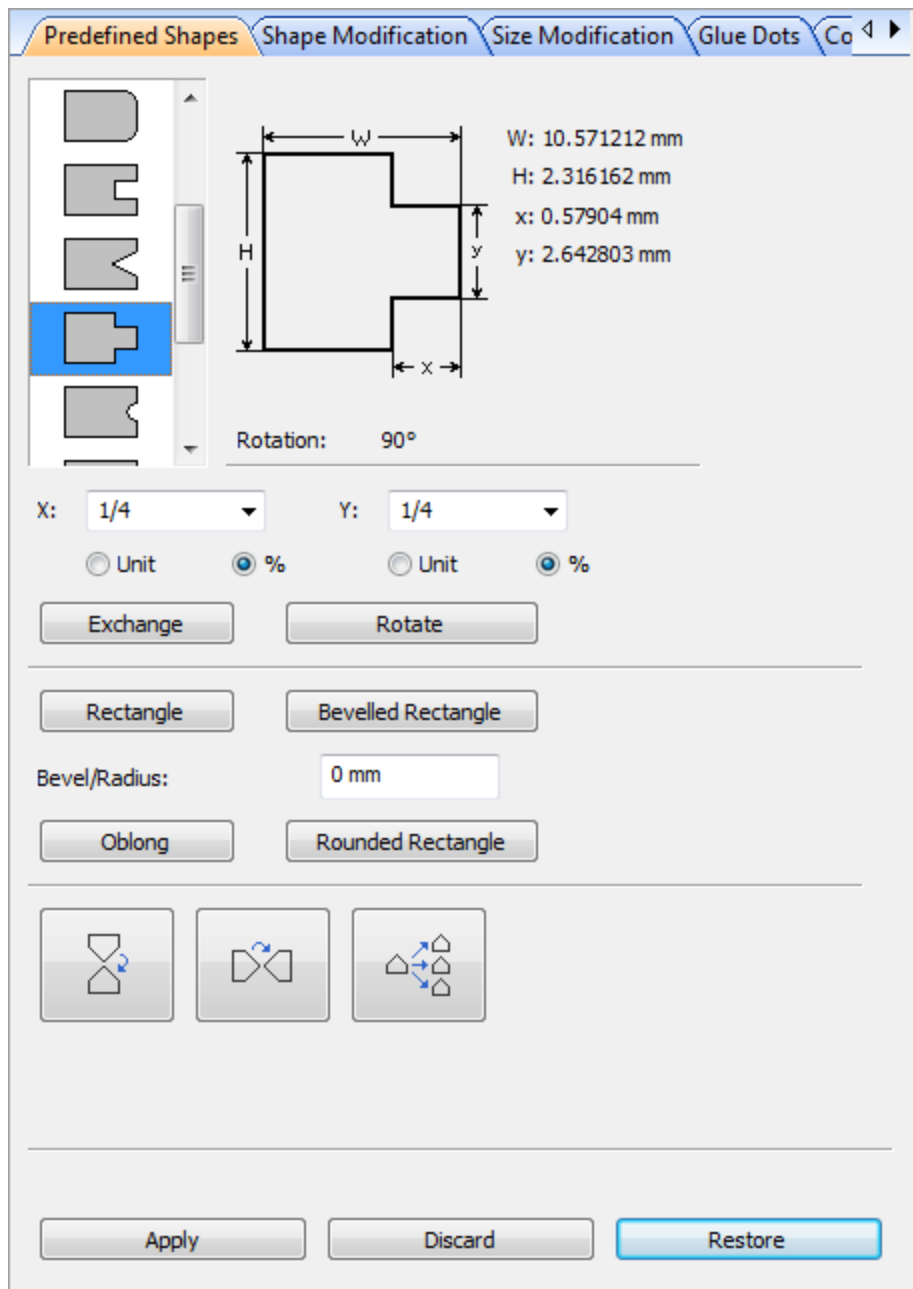 Predefined Shapes Shape Modification Size Modification Glue Dots Co
W
H
y
x
W: 10.571212 mm
H: 2.316162 mm
x: 0.57904 mm
y: 2.642803 mm
Rotation: 90°
X: 1/4 Y: 1/4
Unit % Unit %
Exchange Rotate
Rectangle Bevelled Rectangle
Bevel/Radius: 0 mm
Oblong Rounded Rectangle
Apply Discard Restore